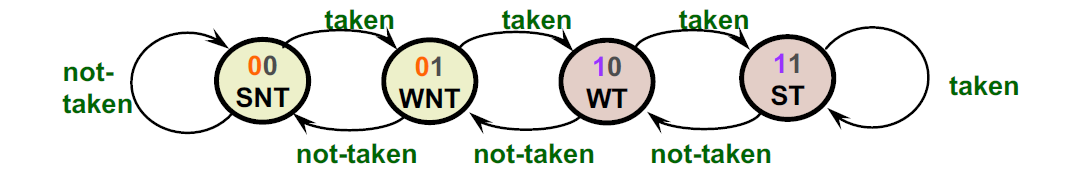 taken
taken
taken
not-
taken
00
SNT
01
WNT
10
WT
11
ST
taken
not-taken
not-taken
not-taken